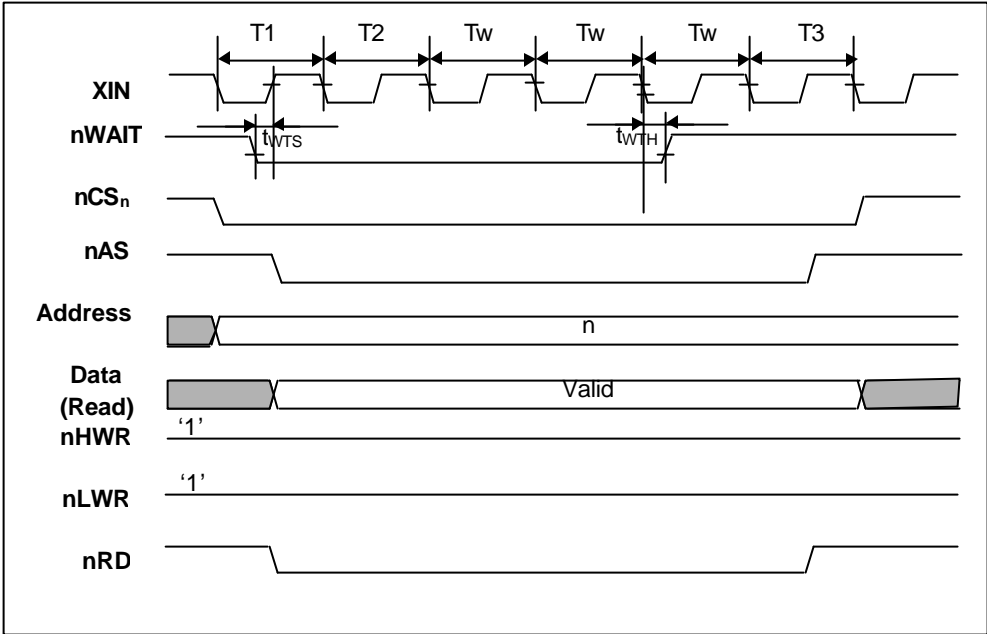 T1 T2 Tw Tw Tw T3
XIN
nWAIT tWTS tWTH
nCSn
nAS
Address n
Data
(Read) Valid
nHWR '1'
nLWR '1'
nRD